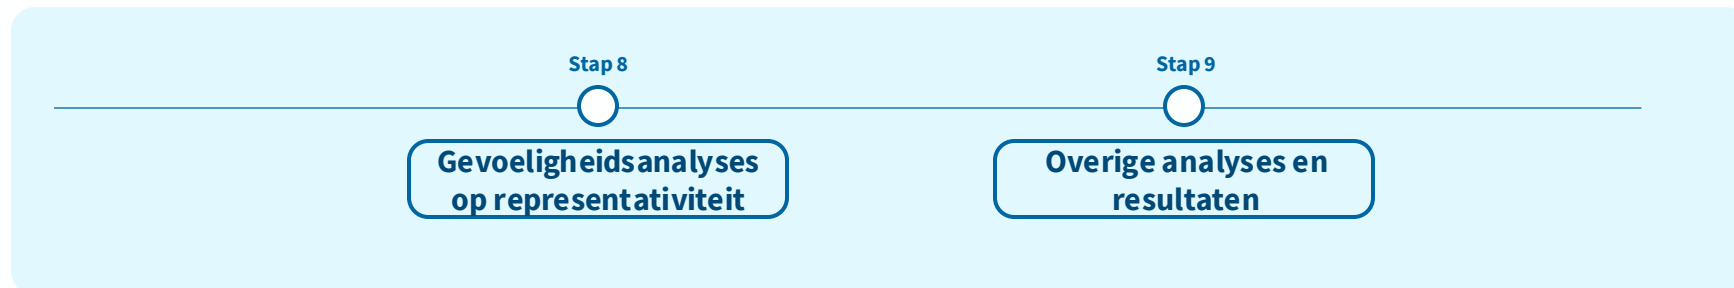 Stap 8
Gevoeligheidsanalyses
op representativiteit
Stap 9
Overige analyses en
resultaten